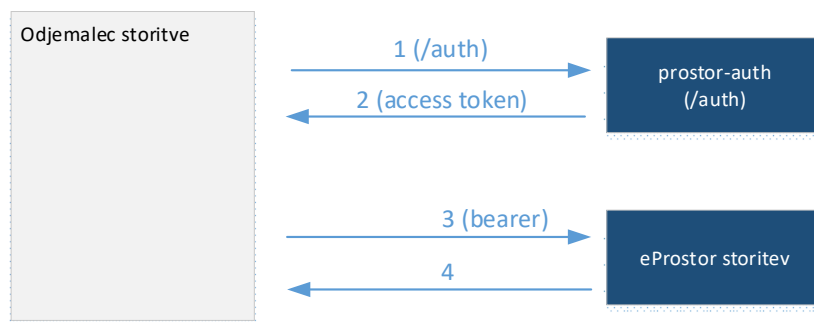 Odjemalec storitve
1 (/auth)
2 (access token)
prostor-auth
(/auth)
3 (bearer)
4
eProstor storitev